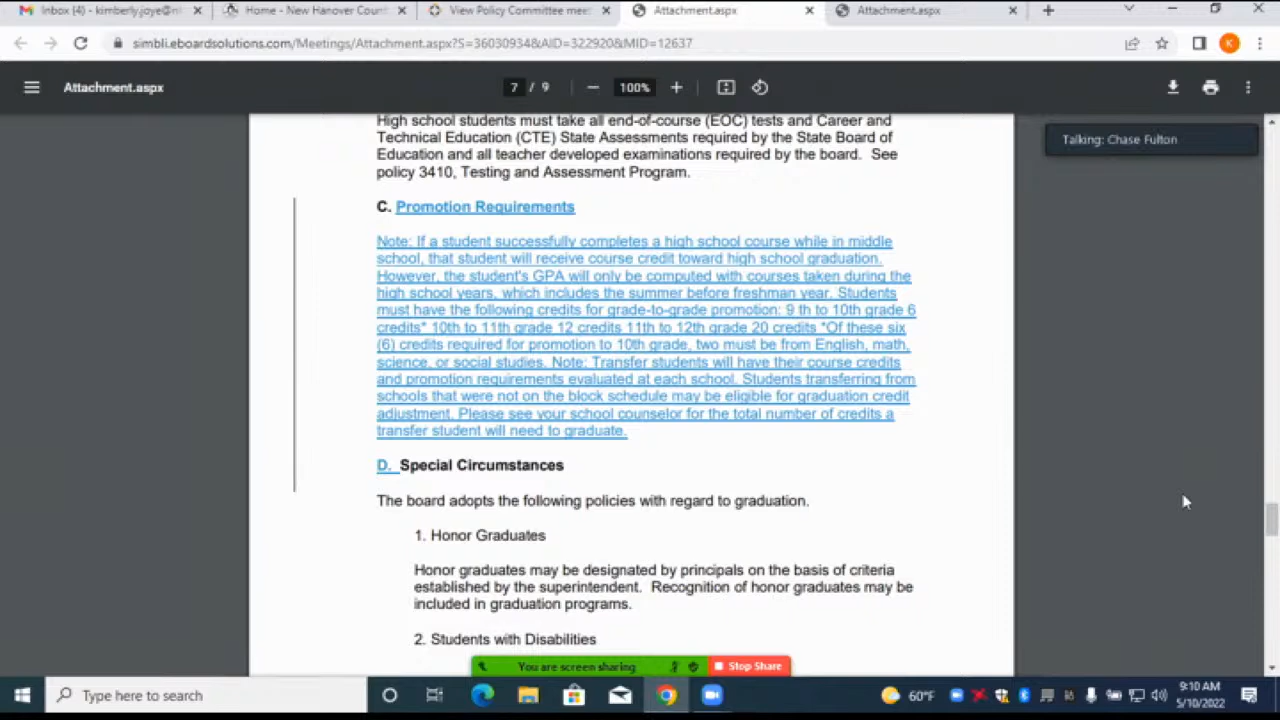 Inbox (4) - kimberly.joye@n
Home - New Hanover Count
View Policy Committee mee
Attachment.aspx
Attachment.aspx
simbli.eboardsolutions.com/Meetings/Attachment.aspx?S=36030934&AID=322920&MID=12637
K
Attachment.aspx
7 / 9
100%
Talking: Chase Fulton
High school students must take all end-of-course (EOC) tests and Career and
Technical Education (CTE) State Assessments required by the State Board of
Education and all teacher developed examinations required by the board. See
policy 3410, Testing and Assessment Program.
C. Promotion Requirements
Note: If a student successfully completes a high school course while in middle
school, that student will receive course credit toward high school graduation.
However, the student's GPA will only be computed with courses taken during the
high school years, which includes the summer before freshman year. Students
must have the following credits for grade-to-grade promotion: 9 th to 10th grade 6
credits* 10th to 11th grade 12 credits 11th to 12th grade 20 credits *Of these six
(6) credits required for promotion to 10th grade, two must be from English, math,
science, or social studies. Note: Transfer students will have their course credits
and promotion requirements evaluated at each school. Students transferring from
schools that were not on the block schedule may be eligible for graduation credit
adjustment. Please see your school counselor for the total number of credits a
transfer student will need to graduate.
D. Special Circumstances
The board adopts the following policies with regard to graduation.
1. Honor Graduates
Honor graduates may be designated by principals on the basis of criteria
established by the superintendent. Recognition of honor graduates may be
included in graduation programs.
2. Students with Disabilities
You are screen sharing
Stop Share
Type here to search
60°F
9:10 AM
5/10/2022